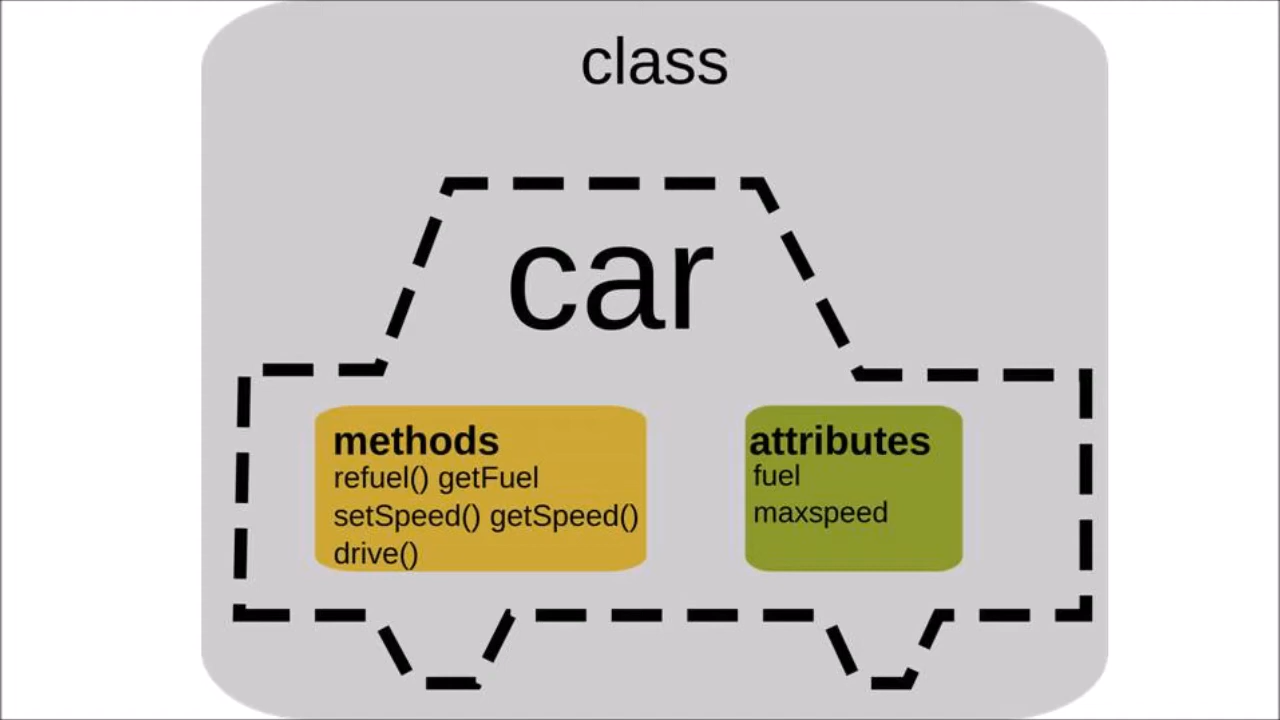 class
car
methods
refuel() getFuel
setSpeed() getSpeed()
drive()
attributes
fuel
maxspeed